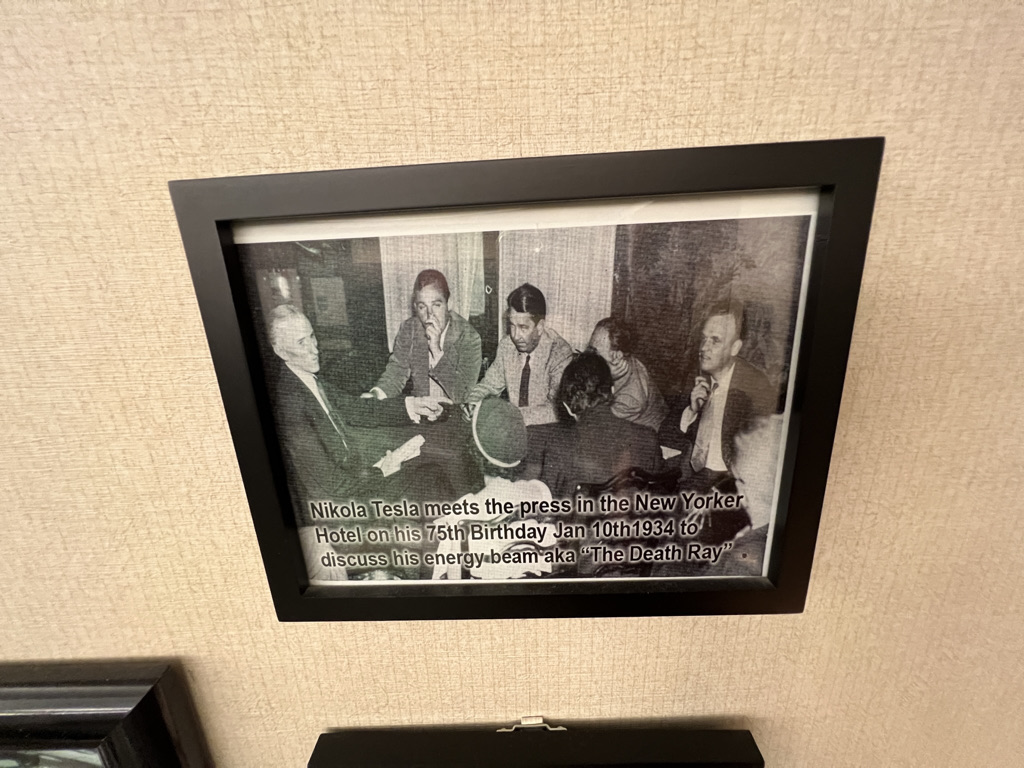 Nikola Tesla meets the press in the New Yorker
Hotel on his 75th Birthday Jan 10th1934 to
discuss his energy beam aka “The Death Ray”